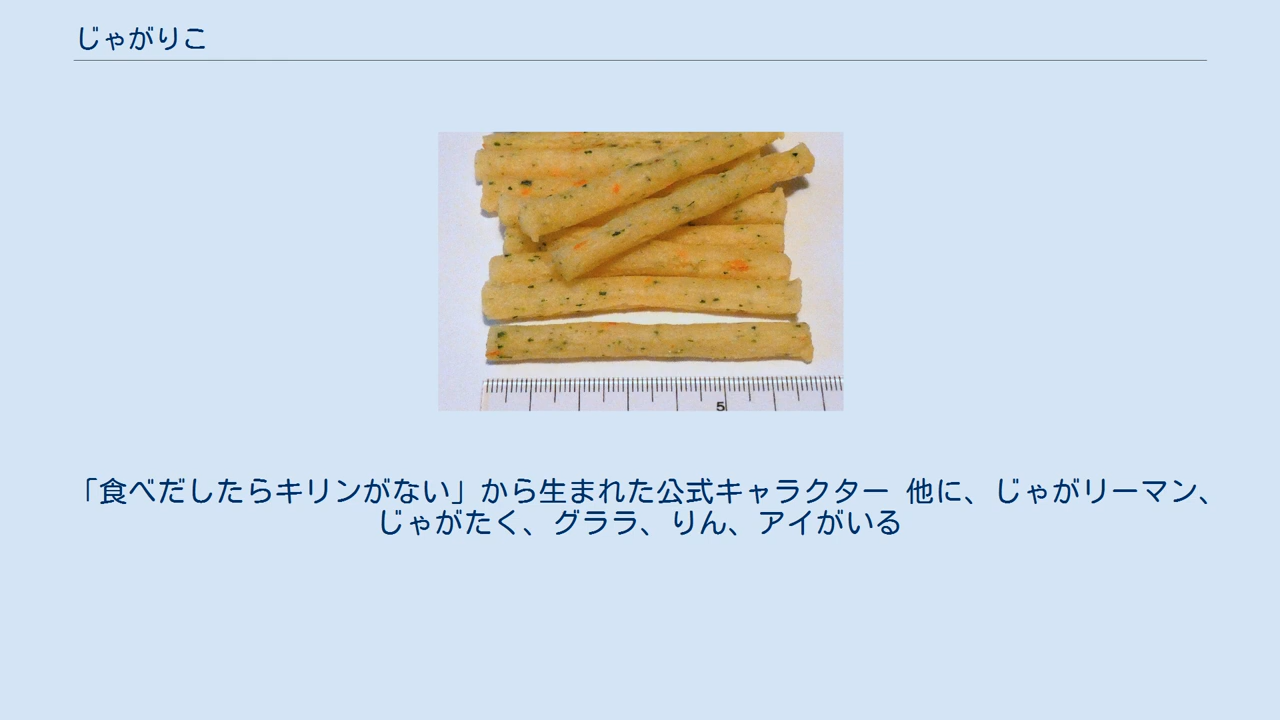 じゃがりこ
5
「食べだしたらキリンがない」から生まれた公式キャラクター 他に、じゃがリーマン、
じゃがたく、グララ、りん、アイがいる